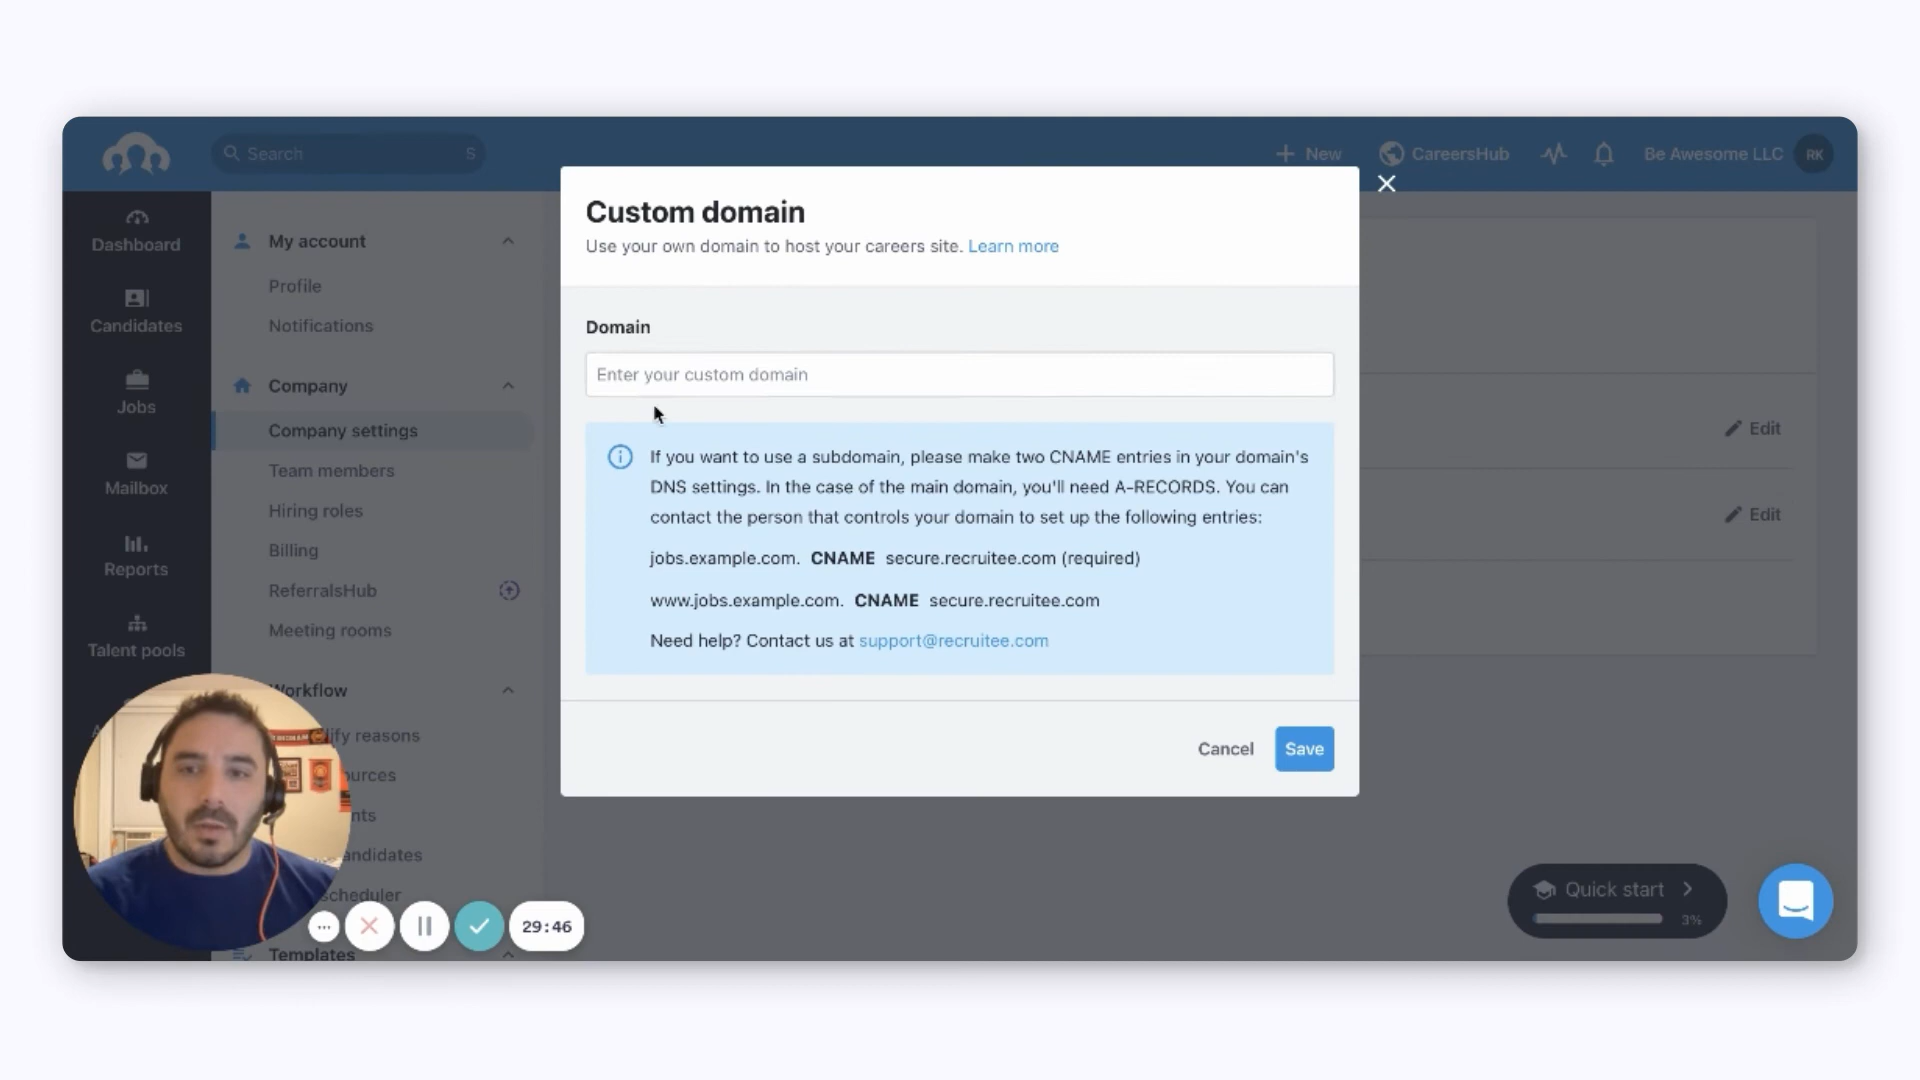 Search S
+ New CareersHub Be Awesome LLC RK
Dashboard
Candidates
Jobs
Mailbox
Reports
Talent pools
My account
Profile
Notifications
Company
Company settings
Team members
Hiring roles
Billing
ReferralsHub
Meeting rooms
Workflow
reasons
Templates
Custom domain
Use your own domain to host your careers site. Learn more
Domain
Enter your custom domain
If you want to use a subdomain, please make two CNAME entries in your domain's
DNS settings. In the case of the main domain, you'll need A-RECORDS. You can
contact the person that controls your domain to set up the following entries:
jobs.example.com. CNAME secure.recruitee.com (required)
www.jobs.example.com. CNAME secure.recruitee.com
Need help? Contact us at support@recruitee.com
Cancel Save
Edit
Edit
29:46
Quick start
3%